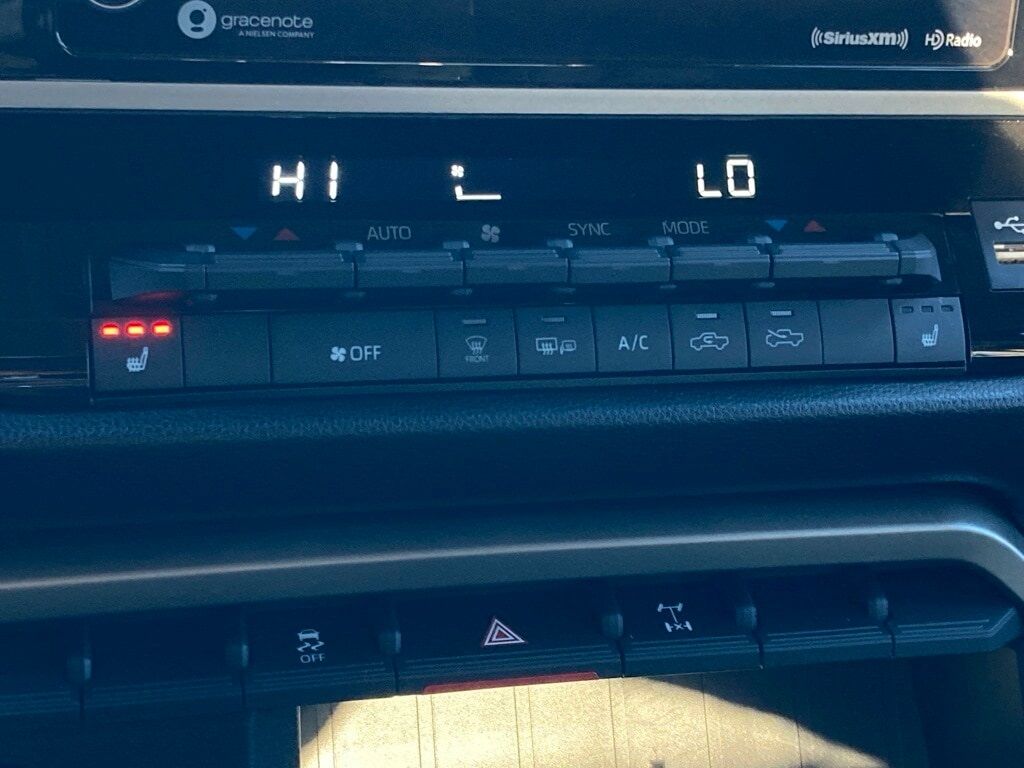 gracenote
A NIELSEN COMPANY
SiriusXM
HD Radio
HI
LO
AUTO
SYNC
MODE
OFF
FRONT
A/C
OFF